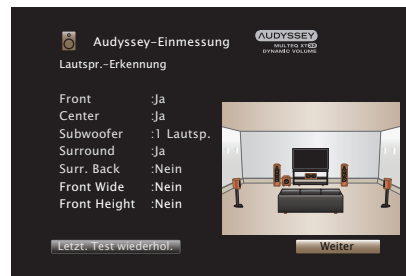 Audyssey-Einmessung
AUDYSSEY
MULTEQ XT32
DYNAMIC VOLUME
Lautspr.-Erkennung
Front :Ja
Center :Ja
Subwoofer :1 Lautsp.
Surround :Ja
Surr. Back :Nein
Front Wide :Nein
Front Height :Nein
Letzt. Test wiederhol.
Weiter